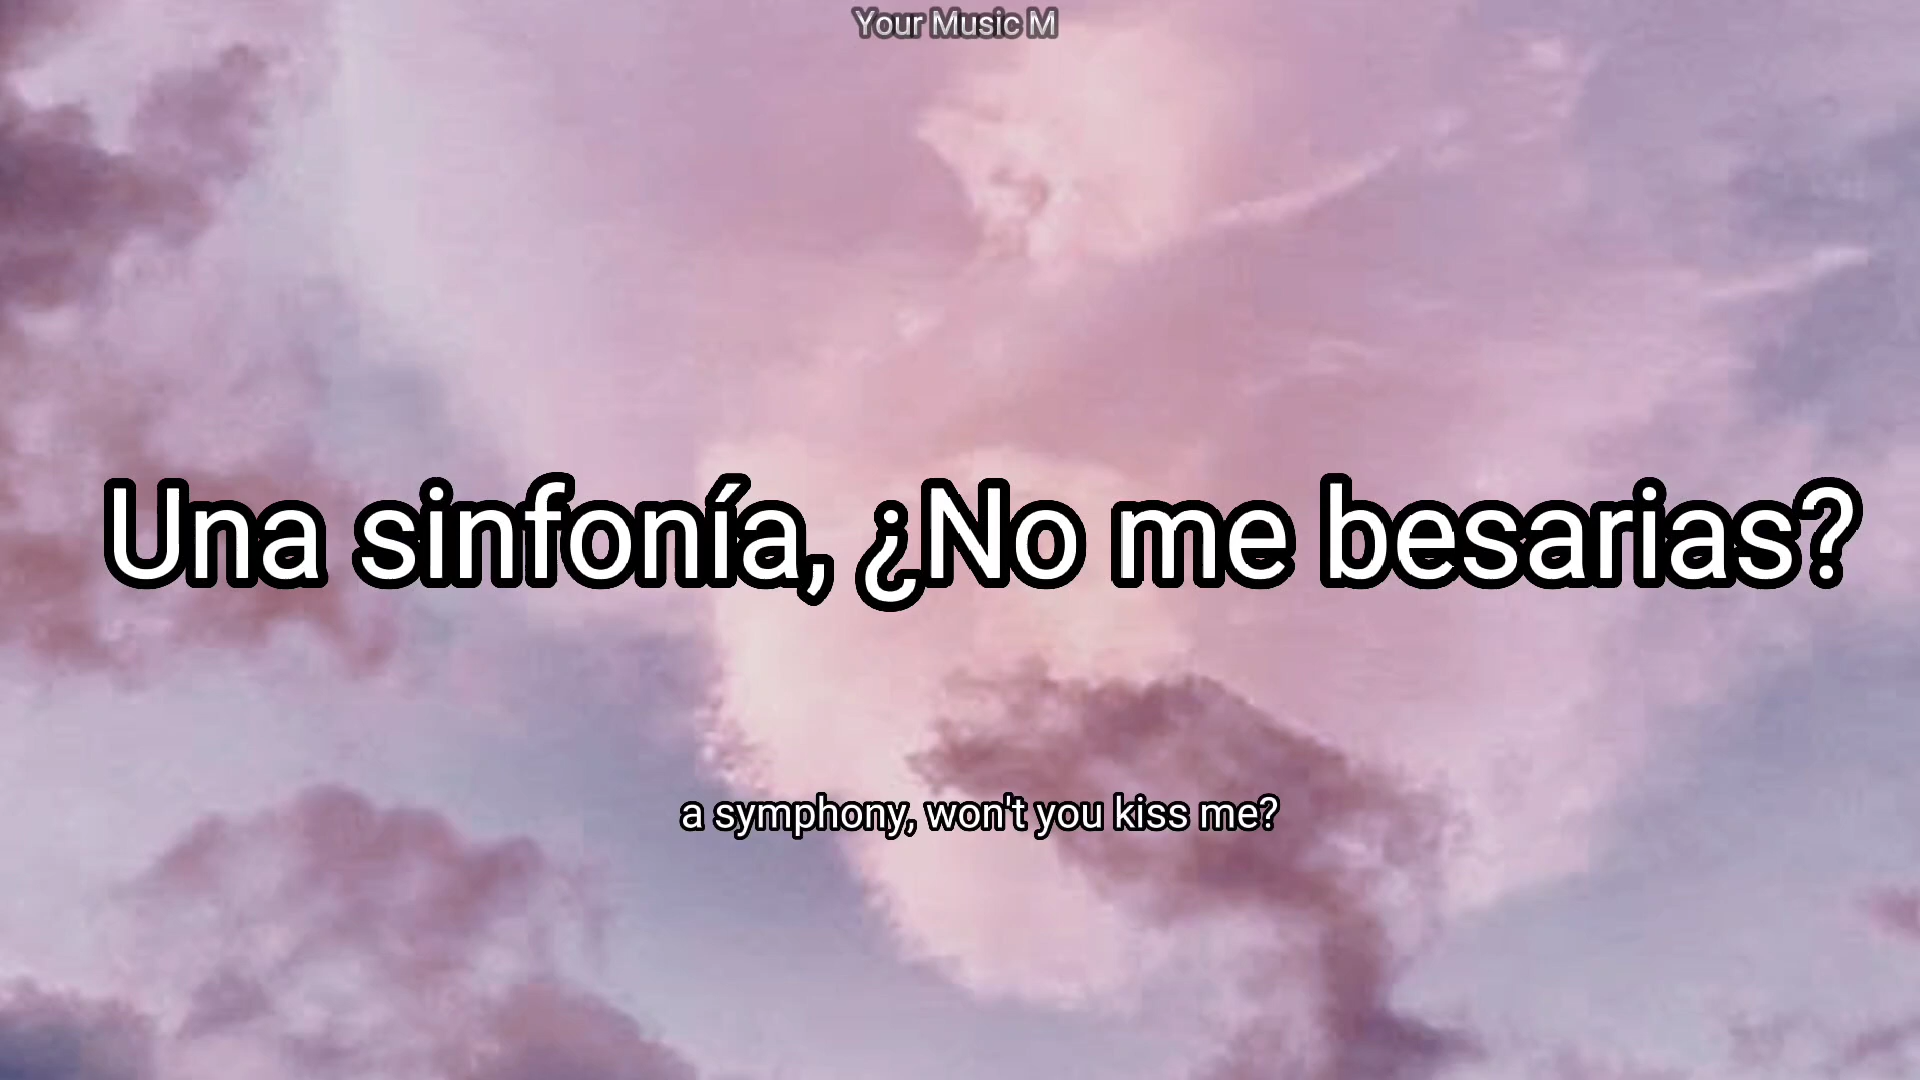 Your Music M
Una sinfonía, ¿No me besarias?
a symphony, won't you kiss me?